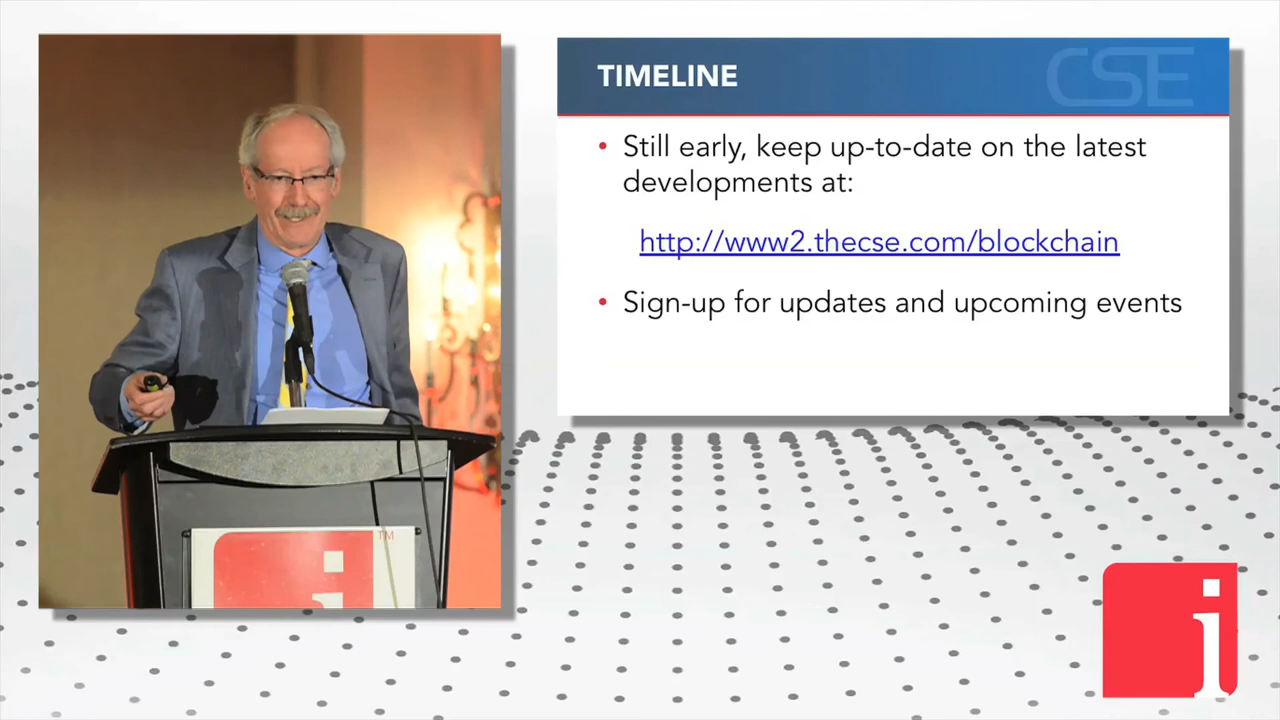 TIMELINE
CSE
• Still early, keep up-to-date on the latest
developments at:
http://www2.thecse.com/blockchain
• Sign-up for updates and upcoming events
i
TM
i